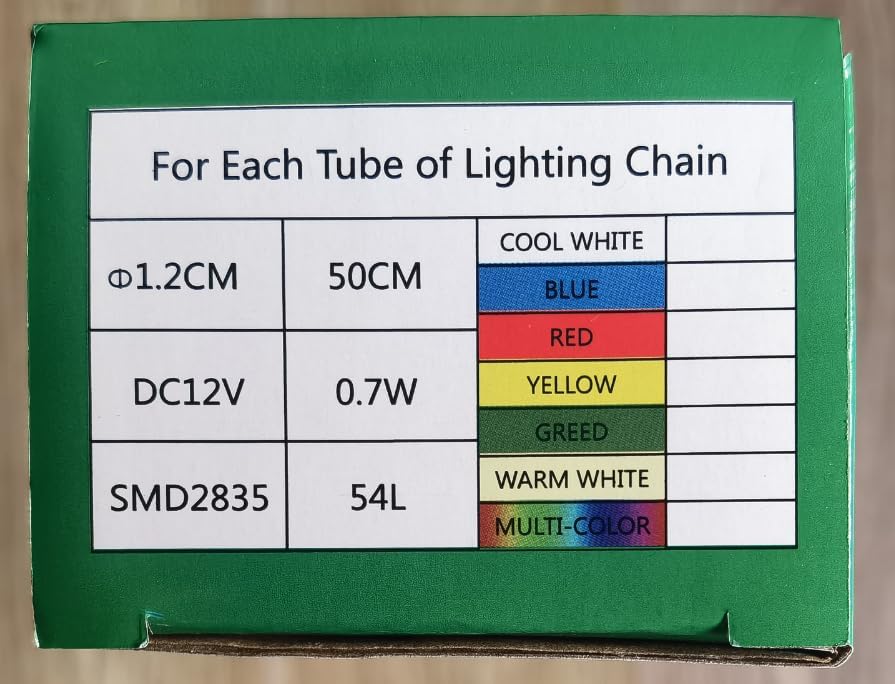 For Each Tube of Lighting Chain
Φ1.2CM
50CM
DC12V
0.7W
SMD2835
54L
COOL WHITE
BLUE
RED
YELLOW
GREED
WARM WHITE
MULTI-COLOR